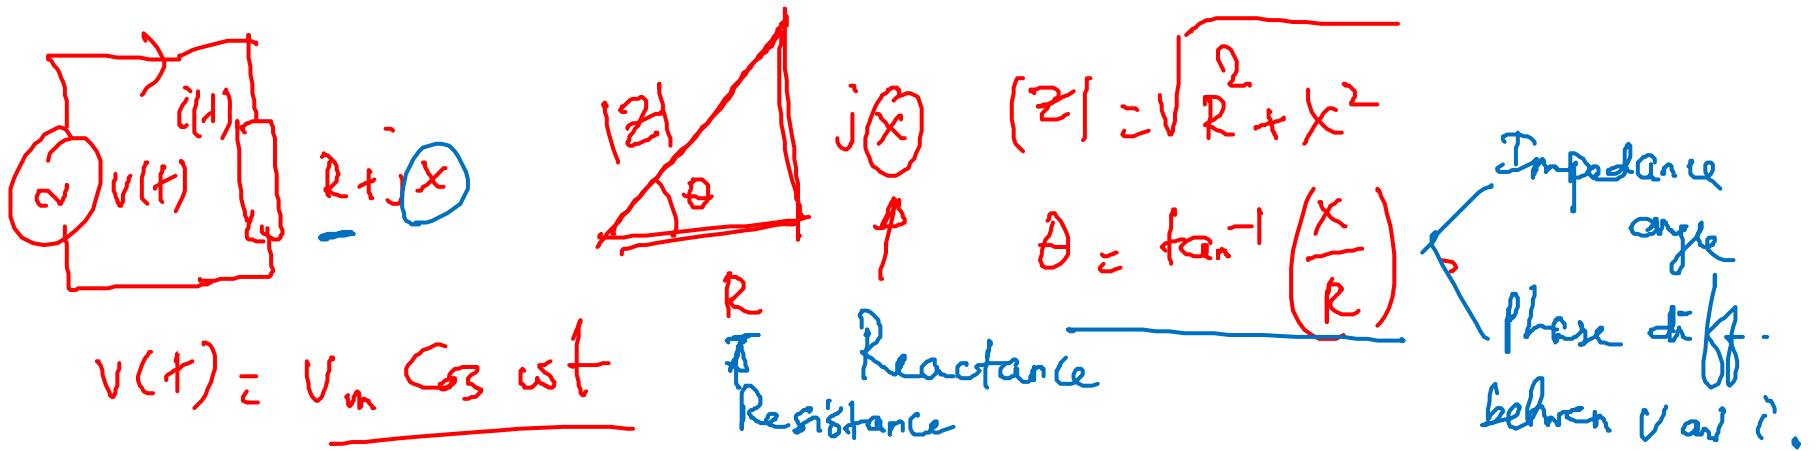 i(t)
v(t)
R + jX
v(t) = Vm Cos ωt
|Z|
θ
jX
R
Resistance
Reactance
|Z| = √R² + X²
θ = tan⁻¹ (X/R)
Impedance
angle
Phase diff.
between v and i.